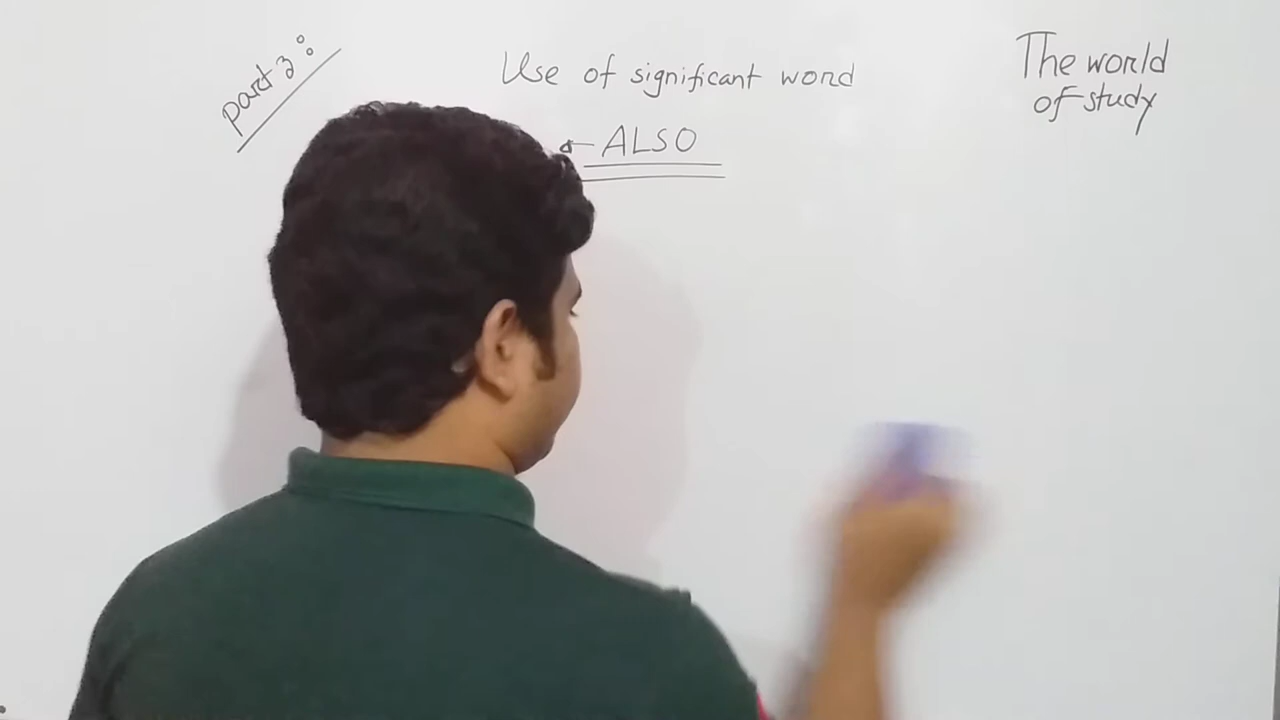 part 3:
Use of significant word
ALSO
The world
of study